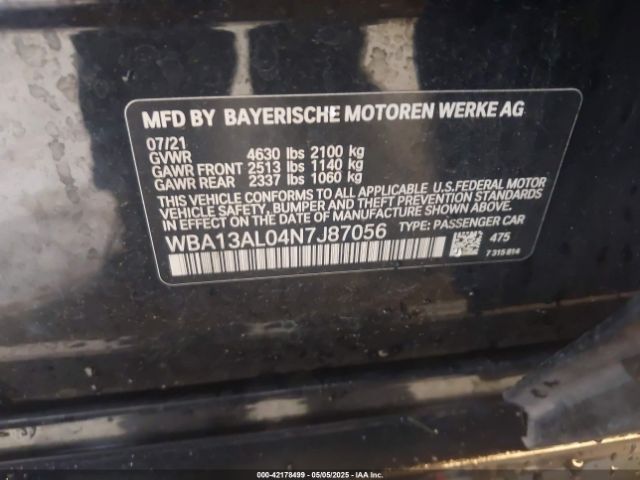 MFD BY BAYERISCHE MOTOREN WERKE AG
07/21
GVWR 4630 lbs 2100 kg
GAWR FRONT 2513 lbs 1140 kg
GAWR REAR 2337 lbs 1060 kg
THIS VEHICLE CONFORMS TO ALL APPLICABLE U.S.FEDERAL MOTOR
VEHICLE SAFETY, BUMPER AND THEFT PREVENTION STANDARDS
IN EFFECT ON THE DATE OF MANUFACTURE SHOWN ABOVE.
WBA13AL04N7J87056 TYPE: PASSENGER CAR
475
7 315 814
000-42178499 - 05/05/2025 - IAA Inc.